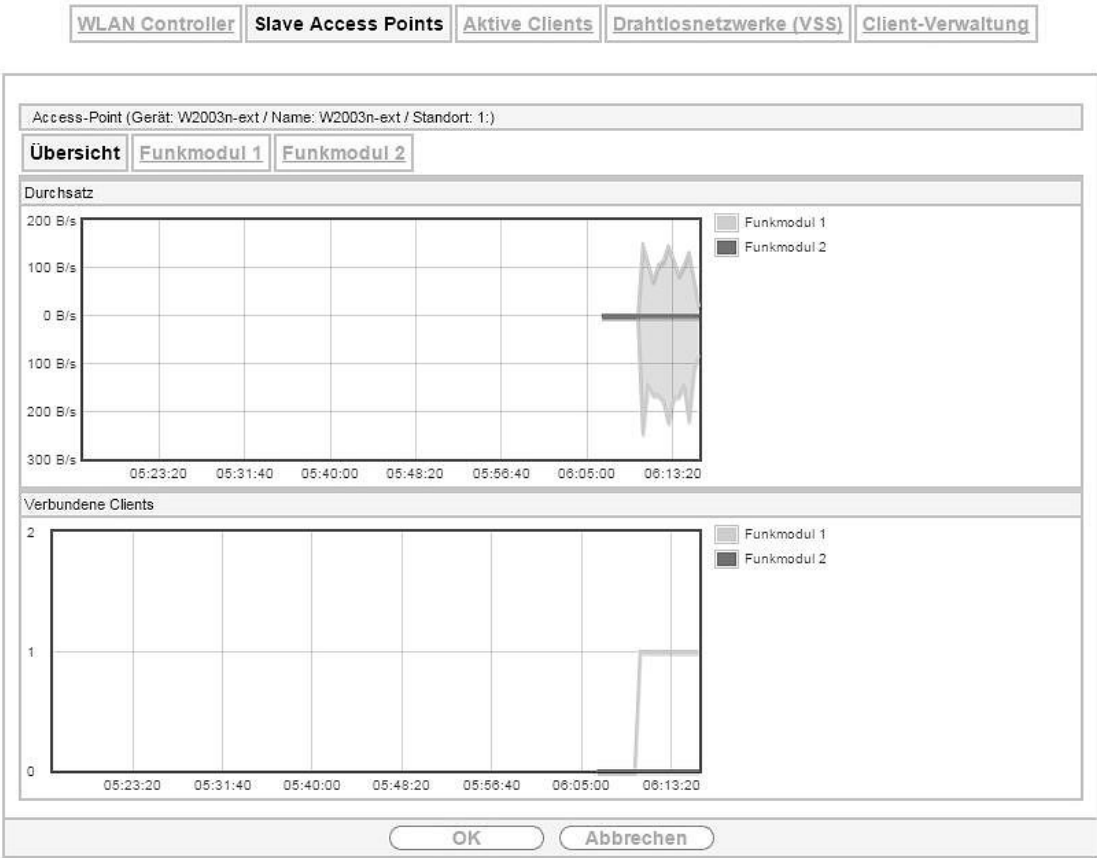 WLAN Controller Slave Access Points Aktive Clients Drahtlosnetzwerke (VSS) Client-Verwaltung
Access-Point (Gerät: W2003n-ext / Name: W2003n-ext / Standort: 1:)
Übersicht Funkmodul 1 Funkmodul 2
Durchsatz
200 B/s
100 B/s
0 B/s
100 B/s
200 B/s
300 B/s
05:23:20 05:31:40 05:40:00 05:48:20 05:56:40 06:05:00 06:13:20
Funkmodul 1
Funkmodul 2
Verbundene Clients
2
1
0
05:23:20 05:31:40 05:40:00 05:48:20 05:56:40 06:05:00 06:13:20
Funkmodul 1
Funkmodul 2
OK Abbrechen